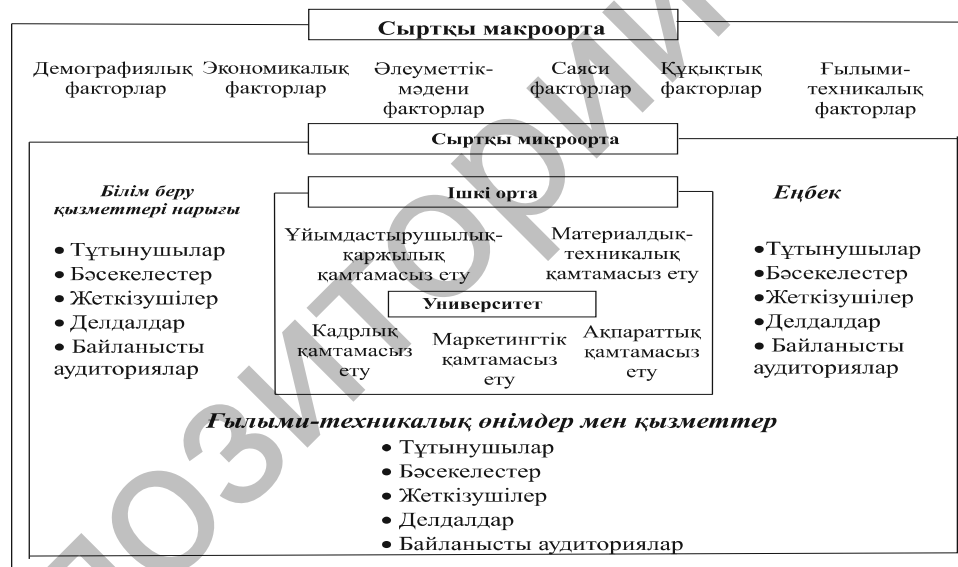 Сыртқы макроорта
Демографиялық факторлар
Экономикалық факторлар
Әлеуметтік-
мәдени
факторлар
Саяси
факторлар
Құқықтық
факторлар
Ғылыми-
техникалық
факторлар
Сыртқы микроорта
Білім беру
қызметтері нарығы
• Тұтынушылар
• Бәсекелестер
• Жеткізушілер
• Делдалдар
• Байланысты
аудиториялар
Ішкі орта
Ұйымдастырушылық-
қаржылық
қамтамасыз ету
Материалдық-
техникалық
қамтамасыз ету
Университет
Кадрлық
қамтамасыз
ету
Маркетингтік
қамтамасыз
ету
Ақпараттық
қамтамасыз
ету
Еңбек
•Тұтынушылар
•Бәсекелестер
•Жеткізушілер
•Делдалдар
• Байланысты
аудиториялар
Ғылыми-техникалық өнімдер мен қызметтер
• Тұтынушылар
• Бәсекелестер
• Жеткізушілер
• Делдалдар
• Байланысты аудиториялар
позитории